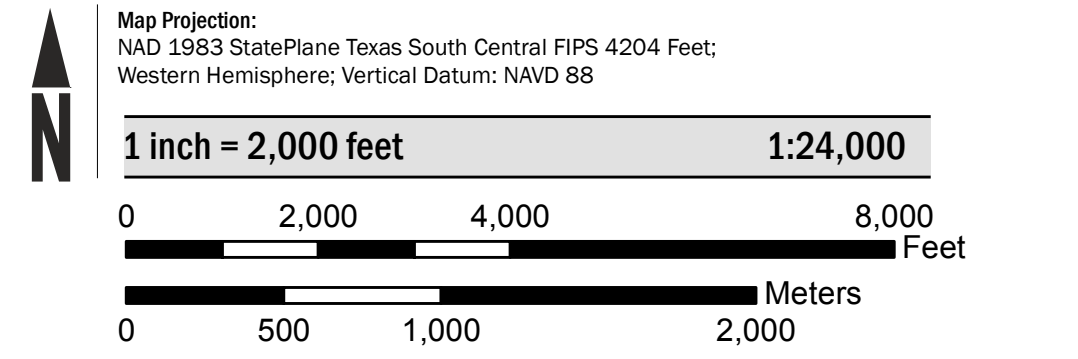 N
Map Projection:
NAD 1983 StatePlane Texas South Central FIPS 4204 Feet;
Western Hemisphere; Vertical Datum: NAVD 88
1 inch = 2,000 feet 1:24,000
0 2,000 4,000 8,000
Feet
Meters
0 500 1,000 2,000